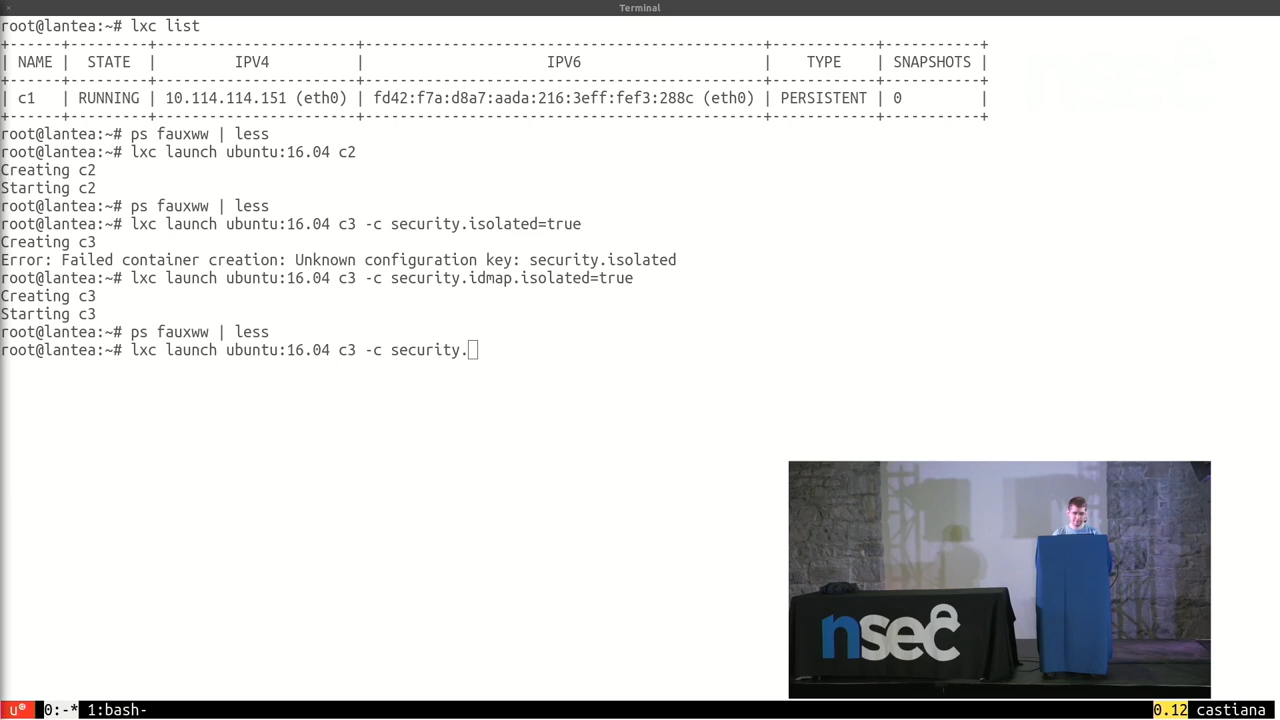 Terminal
root@lantea:~# lxc list
+------+---------+----------------------+-----------------------------------------------+------------+-----------+
| NAME | STATE | IPV4 | IPV6 | TYPE | SNAPSHOTS |
+------+---------+----------------------+-----------------------------------------------+------------+-----------+
| c1 | RUNNING | 10.114.114.151 (eth0) | fd42:f7a:d8a7:aada:216:3eff:fef3:288c (eth0) | PERSISTENT | 0 |
+------+---------+----------------------+-----------------------------------------------+------------+-----------+
root@lantea:~# ps fauxww | less
root@lantea:~# lxc launch ubuntu:16.04 c2
Creating c2
Starting c2
root@lantea:~# ps fauxww | less
root@lantea:~# lxc launch ubuntu:16.04 c3 -c security.isolated=true
Creating c3
Error: Failed container creation: Unknown configuration key: security.isolated
root@lantea:~# lxc launch ubuntu:16.04 c3 -c security.idmap.isolated=true
Creating c3
Starting c3
root@lantea:~# ps fauxww | less
root@lantea:~# lxc launch ubuntu:16.04 c3 -c security.
nsec
u 0:-* 1:bash- 0.12 castiana